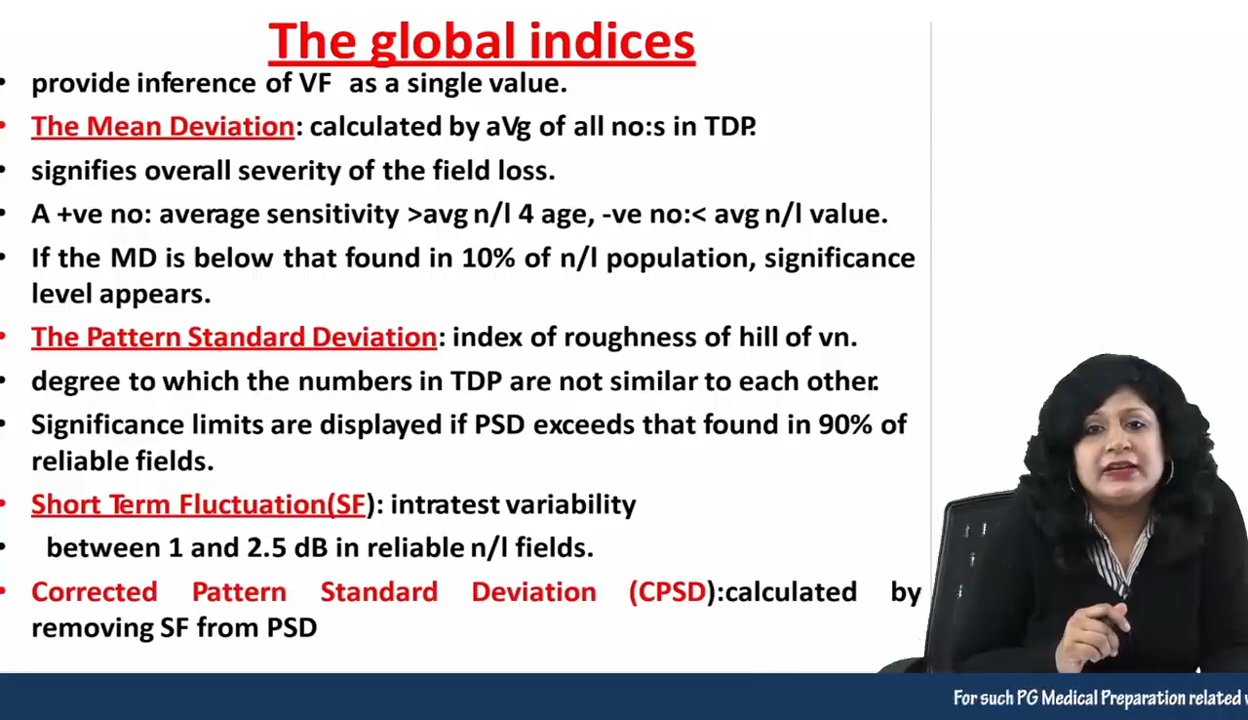 The global indices
• provide inference of VF as a single value.
• The Mean Deviation: calculated by aVg of all no:s in TDP.
• signifies overall severity of the field loss.
• A +ve no: average sensitivity >avg n/l 4 age, -ve no:< avg n/l value.
• If the MD is below that found in 10% of n/l population, significance
level appears.
• The Pattern Standard Deviation: index of roughness of hill of vn.
• degree to which the numbers in TDP are not similar to each other.
• Significance limits are displayed if PSD exceeds that found in 90% of
reliable fields.
• Short Term Fluctuation(SF): intratest variability
• between 1 and 2.5 dB in reliable n/l fields.
• Corrected Pattern Standard Deviation (CPSD):calculated by
removing SF from PSD
For such PG Medical Preparation related